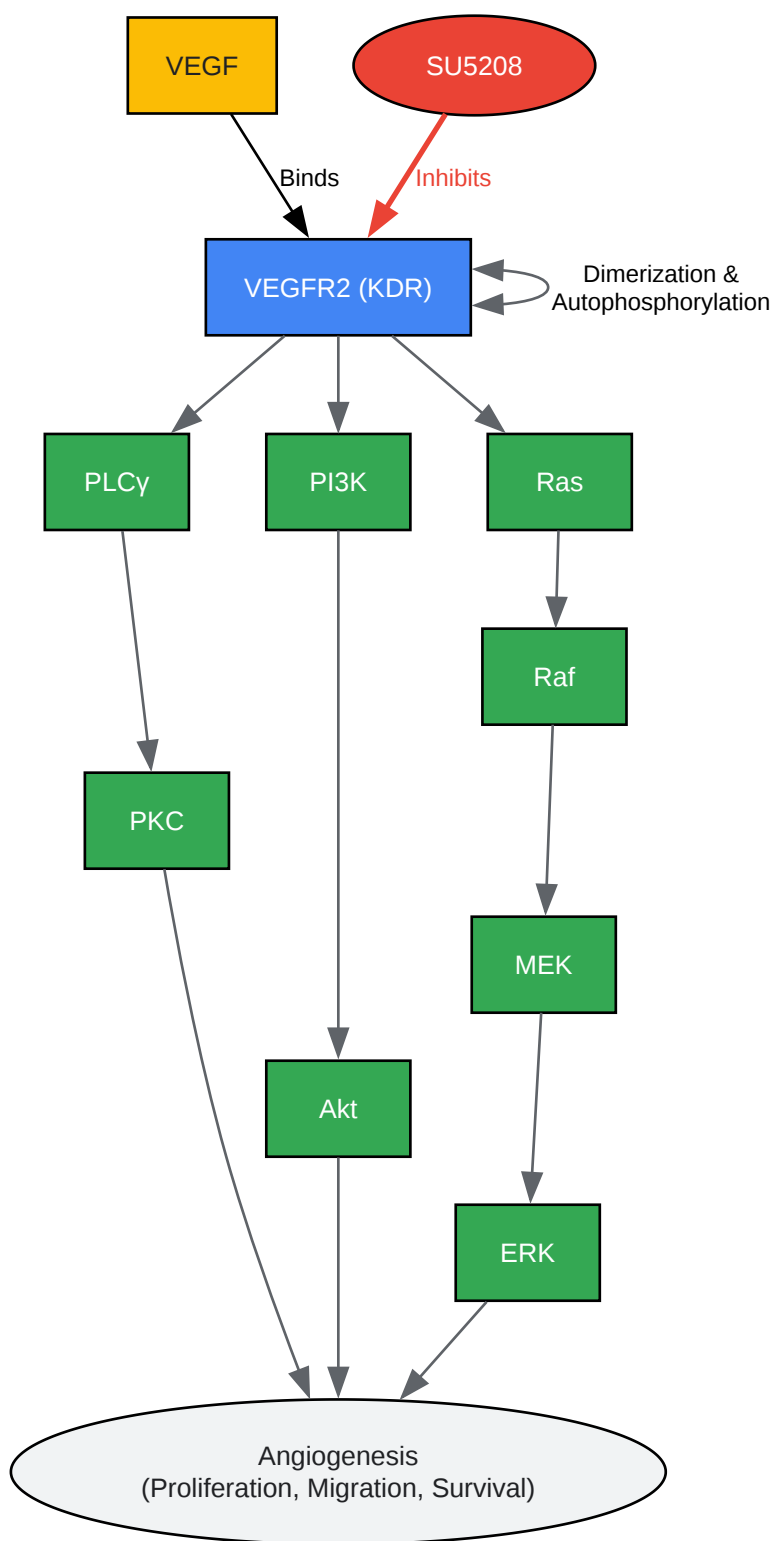 VEGF
SU5208
Binds
Inhibits
VEGFR2 (KDR)
Dimerization &
Autophosphorylation
PLCγ
PI3K
Ras
Raf
PKC
MEK
Akt
ERK
Angiogenesis
(Proliferation, Migration, Survival)